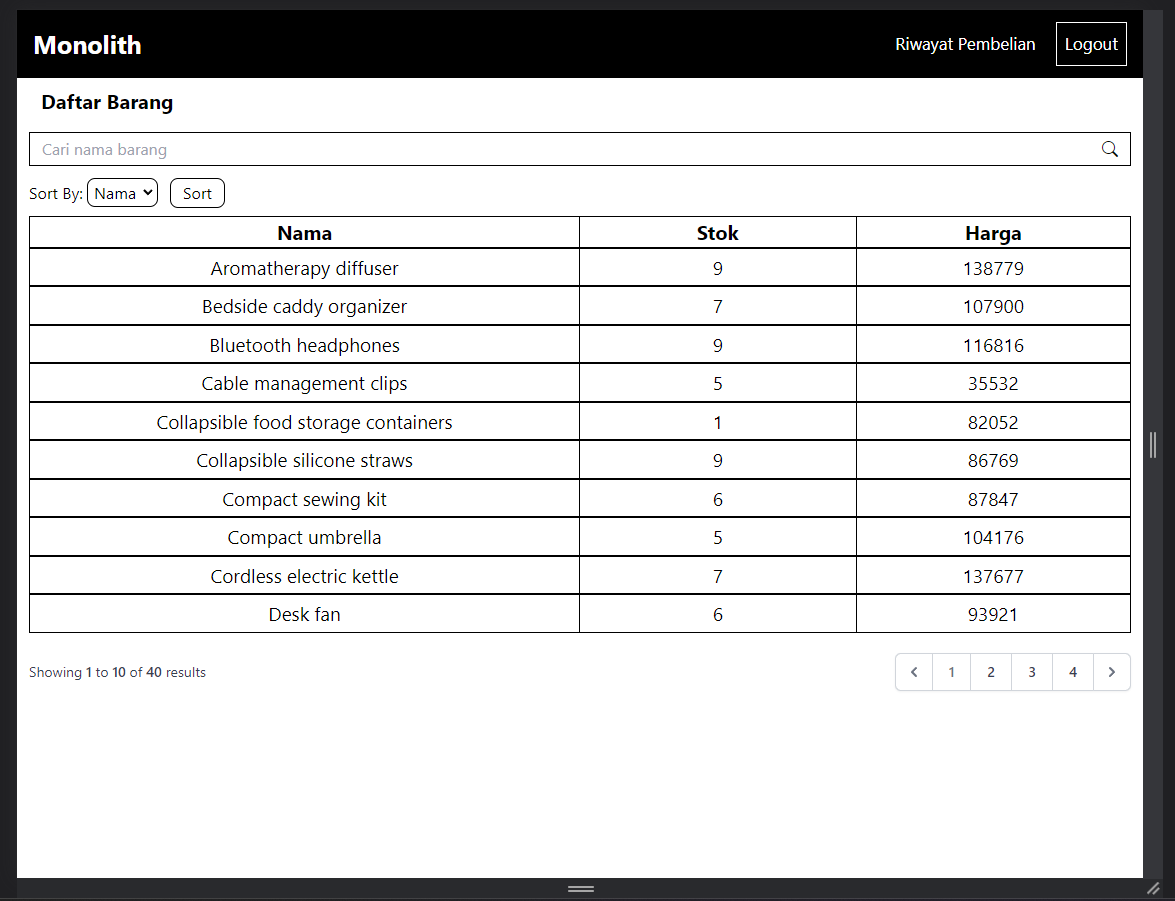 Monolith Riwayat Pembelian Logout
Daftar Barang
Cari nama barang
Sort By: Nama Sort
Nama Stok Harga
Aromatherapy diffuser 9 138779
Bedside caddy organizer 7 107900
Bluetooth headphones 9 116816
Cable management clips 5 35532
Collapsible food storage containers 1 82052
Collapsible silicone straws 9 86769
Compact sewing kit 6 87847
Compact umbrella 5 104176
Cordless electric kettle 7 137677
Desk fan 6 93921
Showing 1 to 10 of 40 results 1 2 3 4